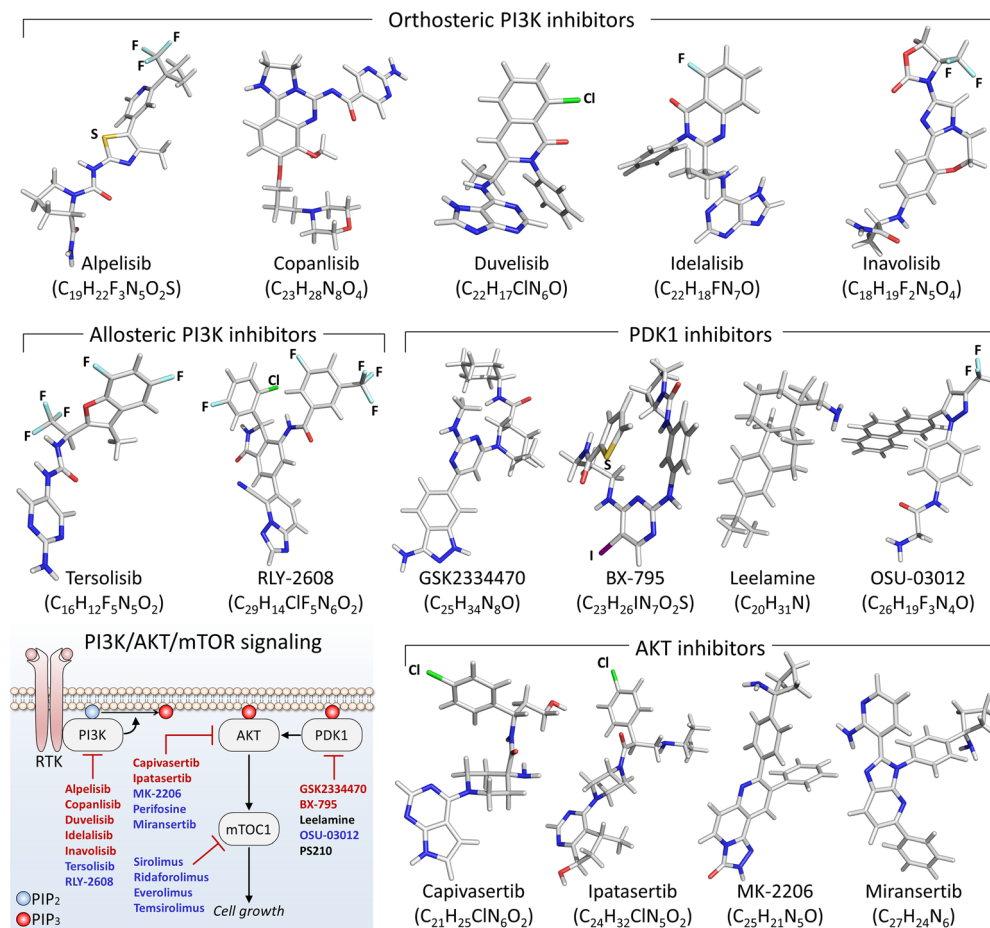 Orthosteric PI3K inhibitors
F
F
F
S
Cl
F
F
F
Alpelisib
(C₁₉H₂₂F₃N₅O₂S)
Copanlisib
(C₂₃H₂₈N₈O₄)
Duvelisib
(C₂₂H₁₇ClN₆O)
Idelalisib
(C₂₂H₁₈FN₇O)
Inavolisib
(C₁₈H₁₉F₂N₅O₄)
Allosteric PI3K inhibitors
F
F
F
F
F
Cl
F
F
F
F
F
Tersolisib
(C₁₆H₁₂F₅N₅O₂)
RLY-2608
(C₂₉H₁₄ClF₅N₆O₂)
PDK1 inhibitors
S
I
F
F
F
GSK2334470
(C₂₅H₃₄N₈O)
BX-795
(C₂₃H₂₆IN₇O₂S)
Leelamine
(C₂₀H₃₁N)
OSU-03012
(C₂₆H₁₉F₃N₄O)
PI3K/AKT/mTOR signaling
RTK
PI3K
AKT
PDK1
Alpelisib
Copanlisib
Duvelisib
Idelalisib
Inavolisib
Tersolisib
RLY-2608
Capivasertib
Ipatasertib
MK-2206
Perifosine
Miransertib
GSK2334470
BX-795
Leelamine
OSU-03012
PS210
mTOC1
Sirolimus
Ridaforolimus
Everolimus
Temsirolimus
PIP₂
PIP₃
Cell growth
AKT inhibitors
Cl
Cl
Capivasertib
(C₂₁H₂₅ClN₆O₂)
Ipatasertib
(C₂₄H₃₂ClN₅O₂)
MK-2206
(C₂₅H₂₁N₅O)
Miransertib
(C₂₇H₂₄N₆)